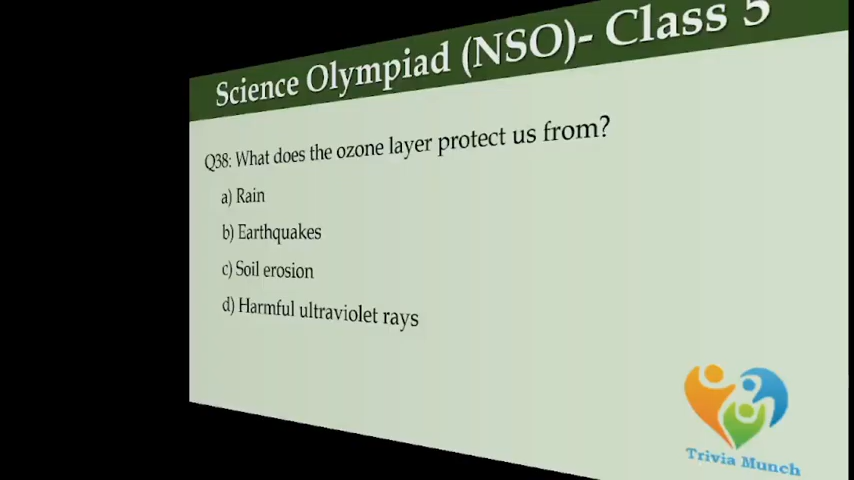 Science Olympiad (NSO)- Class 5
Q38: What does the ozone layer protect us from?
a) Rain
b) Earthquakes
c) Soil erosion
d) Harmful ultraviolet rays
Trivia Munch